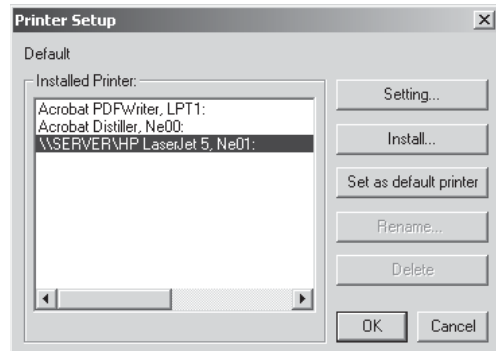 Printer Setup
Default
Installed Printer:
Acrobat PDFWriter, LPT1:
Acrobat Distiller, Ne00:
\\SERVER\HP LaserJet 5, Ne01:
Setting...
Install...
Set as default printer
Rename...
Delete
OK
Cancel